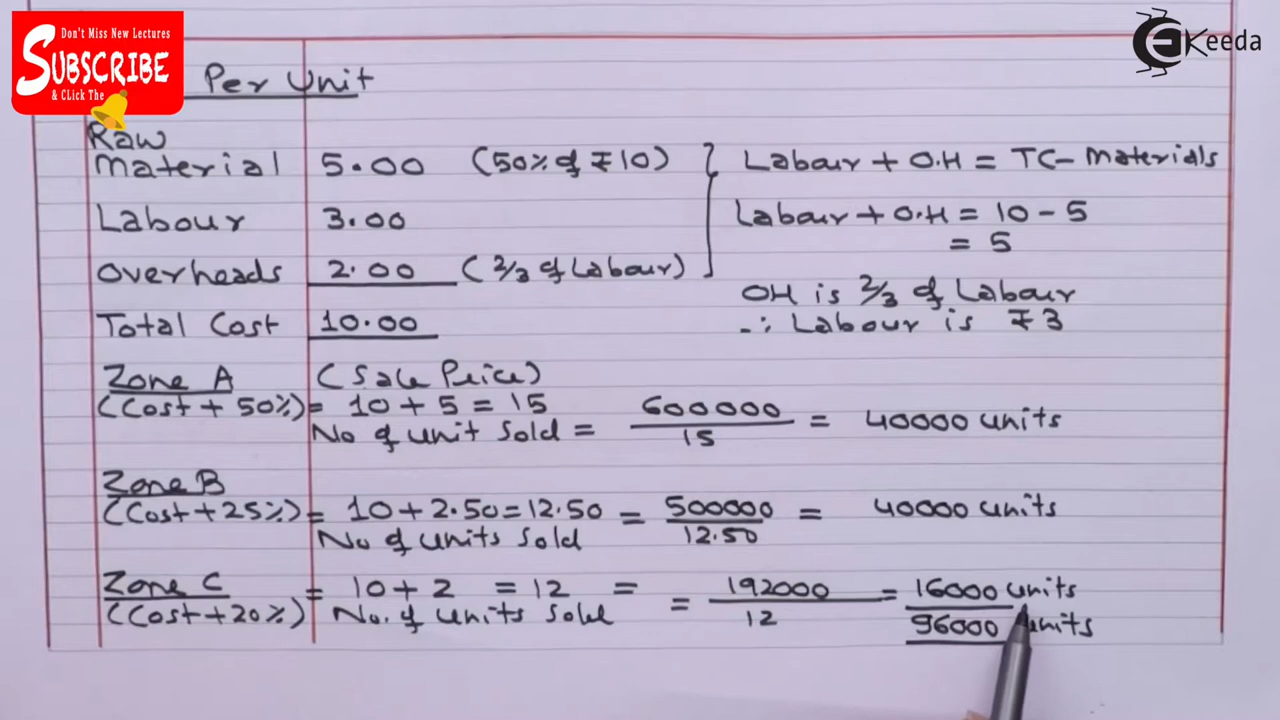 Don't Miss New Lectures
SUBSCRIBE
& CLick The
Keeda
Per Unit
Raw
Material 5.00 (50% of ₹10) Labour + O.H = TC - Materials
Labour 3.00 Labour + O.H = 10 - 5
= 5
Overheads 2.00 (2/3 of Labour)
OH is 2/3 of Labour
Total Cost 10.00 ∴ Labour is ₹3
Zone A (Sale Price)
(Cost + 50%) = 10 + 5 = 15 600000 = 40000 units
No of unit Sold = 15
Zone B
(Cost + 25%) = 10 + 2.50 = 12.50 = 500000 = 40000 units
No of units Sold 12.50
Zone C = 10 + 2 = 12 = 192000 = 16000 units
(Cost + 20%) No. of units Sold = 12 96000 units